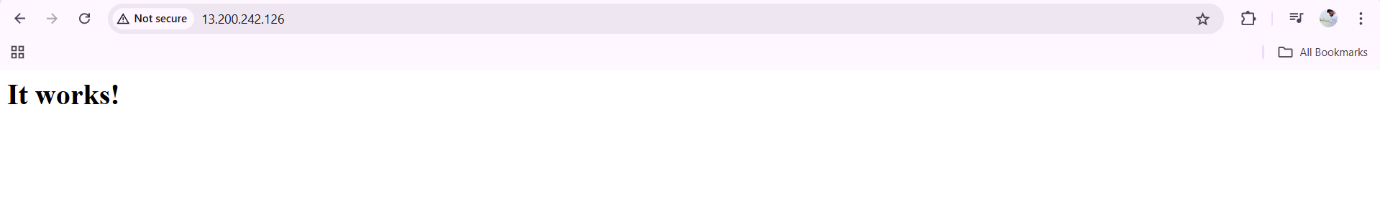 Not secure 13.200.242.126
All Bookmarks
It works!